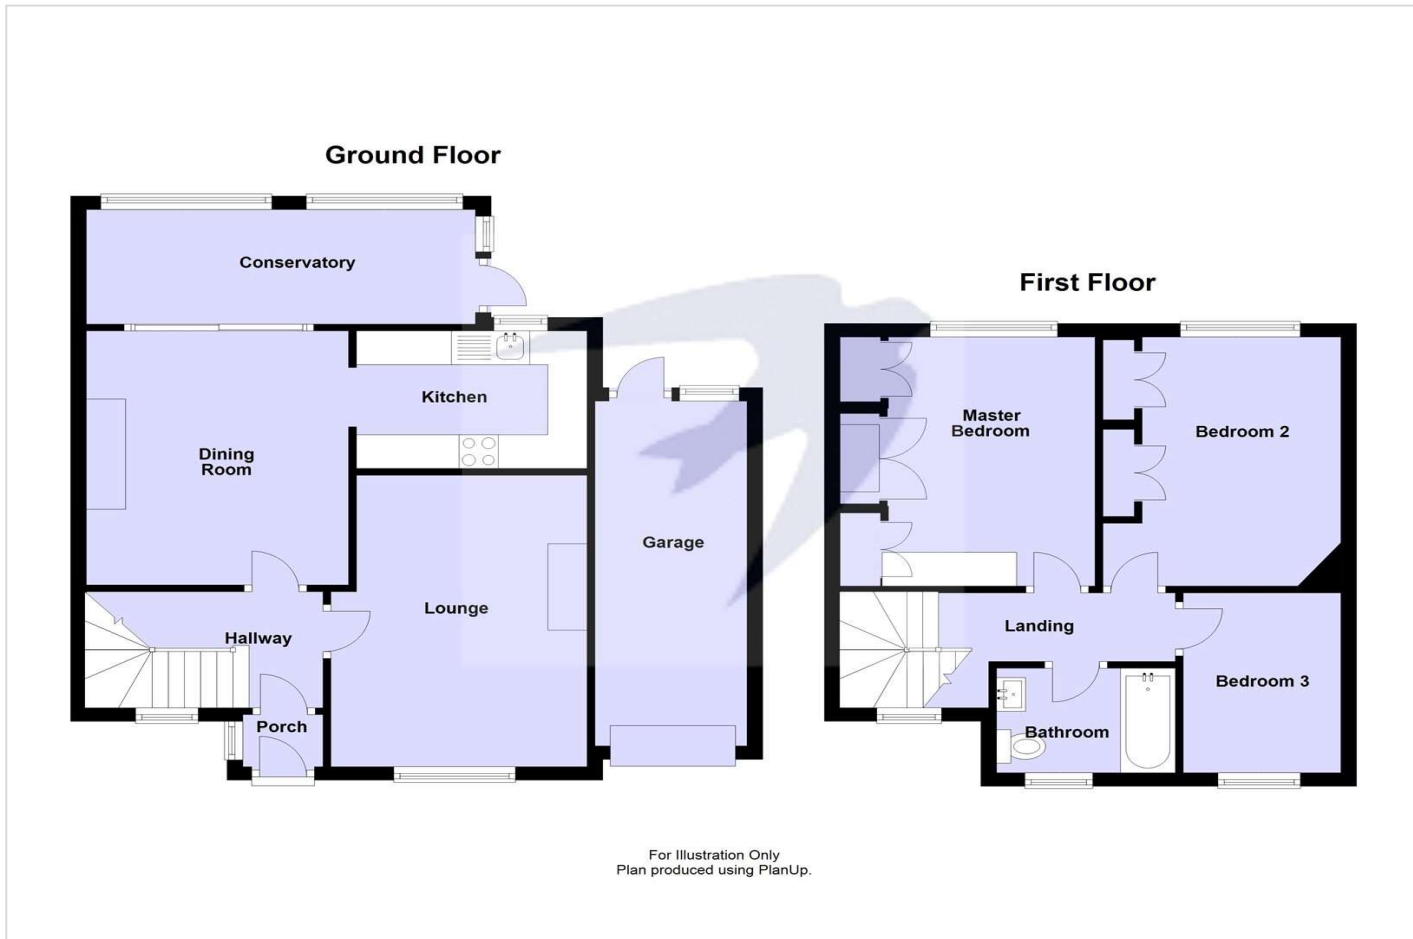 Ground Floor
Conservatory
Kitchen
Dining
Room
Garage
Lounge
Hallway
Porch
First Floor
Master
Bedroom
Bedroom 2
Landing
Bedroom 3
Bathroom
For Illustration Only
Plan produced using PlanUp.